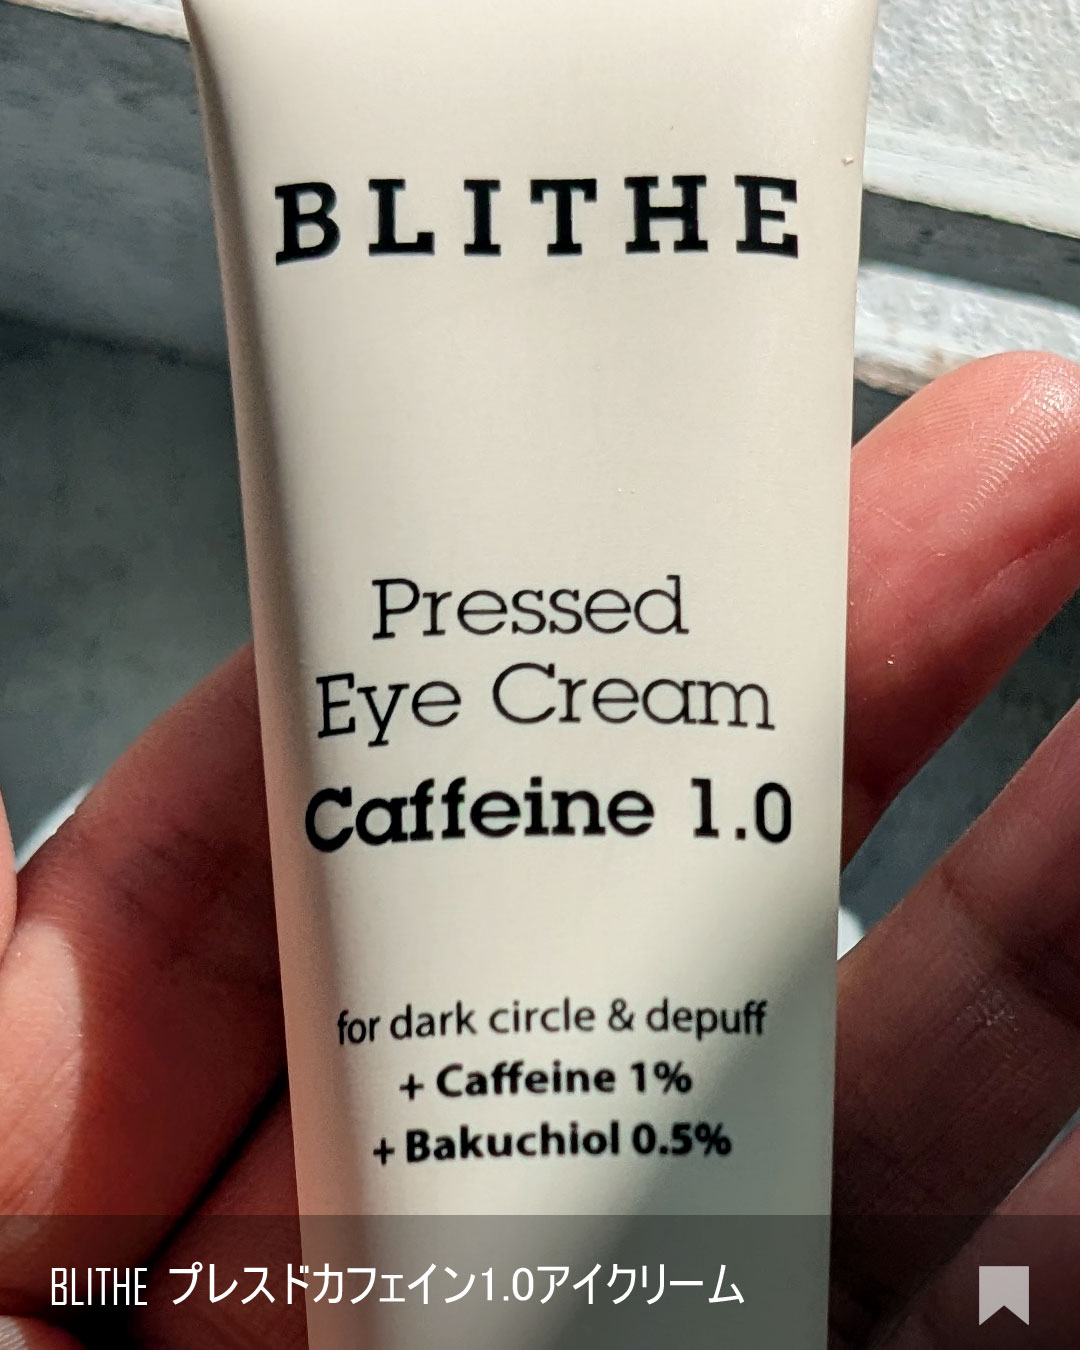 BLITHE
Pressed
Eye Cream
Caffeine 1.0
for dark circle & depuff
+ Caffeine 1%
+ Bakuchiol 0.5%
BLITHE プレスドカフェイン1.0アイクリーム